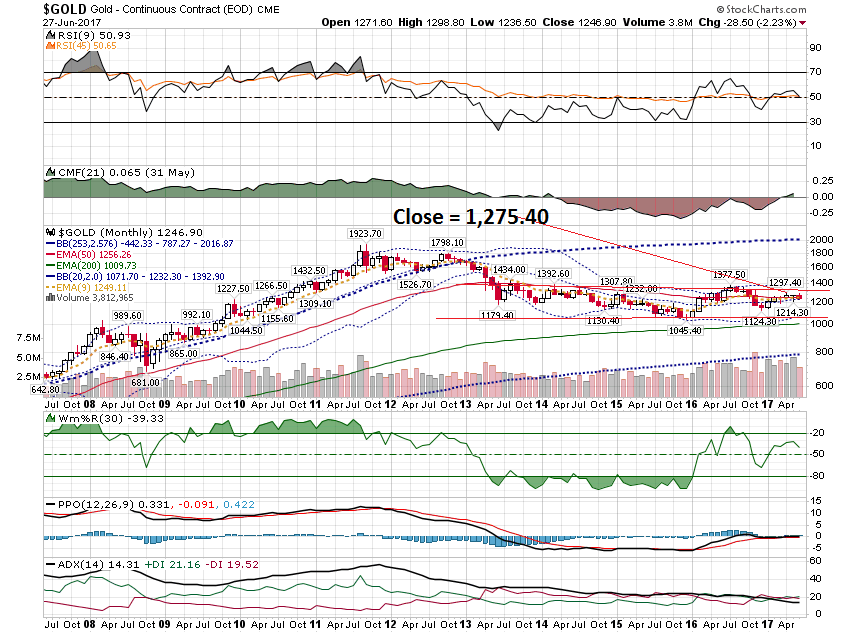 $GOLD Gold - Continuous Contract (EOD) CME
© StockCharts.com
27-Jun-2017
Open 1271.60 High 1298.80 Low 1236.50 Close 1246.90 Volume 3.8M Chg -28.50 (-2.23%)
RSI(9) 50.93
RSI(45) 50.65
90
70
50
30
10
CMF(21) 0.065 (31 May)
0.25
0.00
-0.25
Close = 1,275.40
$GOLD (Monthly) 1246.90
BB(253,2.576) -442.33 - 787.27 - 2016.87
EMA(50) 1256.26
EMA(200) 1009.73
BB(20,2.0) 1071.70 - 1232.30 - 1392.90
EMA(9) 1249.11
Volume 3,812,965
1923.70
1798.10
1432.50
1434.00
1392.60
1377.50
1307.80
1297.40
1266.50
1227.50
1232.00
1526.70
1309.10
1214.30
989.60
992.10
1155.60
1179.40
1130.40
1124.30
1044.50
1045.40
846.40
865.00
681.00
642.80
2000
1800
1600
1400
1200
1000
800
600
7.5M
5.0M
2.5M
Jul Oct 08 Apr Jul Oct 09 Apr Jul Oct 10 Apr Jul Oct 11 Apr Jul Oct 12 Apr Jul Oct 13 Apr Jul Oct 14 Apr Jul Oct 15 Apr Jul Oct 16 Apr Jul Oct 17 Apr
Wm%R(30) -39.33
-20
-50
-80
PPO(12,26,9) 0.331, -0.091, 0.422
15
10
5
0
-5
ADX(14) 14.31 +DI 21.16 -DI 19.52
60
40
20
0
Jul Oct 08 Apr Jul Oct 09 Apr Jul Oct 10 Apr Jul Oct 11 Apr Jul Oct 12 Apr Jul Oct 13 Apr Jul Oct 14 Apr Jul Oct 15 Apr Jul Oct 16 Apr Jul Oct 17 Apr